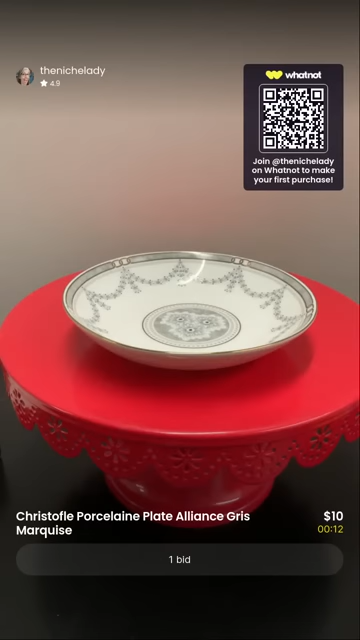 thenichelady
★ 4.9
whatnot
Join @thenichelady
on Whatnot to make
your first purchase!
Christofle Porcelaine Plate Alliance Gris
Marquise
$10
00:12
1 bid